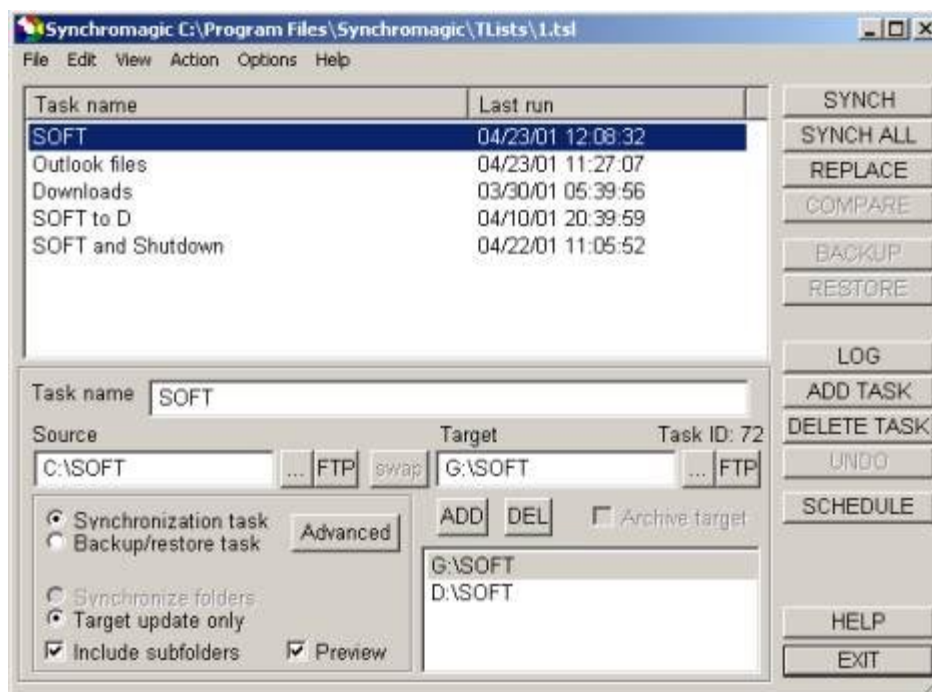 Synchromagic C:\Program Files\Synchromagic\TLists\1.tsl
File Edit View Action Options Help
Task name Last run
SOFT 04/23/01 12:08:32
Outlook files 04/23/01 11:27:07
Downloads 03/30/01 05:39:56
SOFT to D 04/10/01 20:39:59
SOFT and Shutdown 04/22/01 11:05:52
SYNCH
SYNCH ALL
REPLACE
COMPARE
BACKUP
RESTORE
LOG
ADD TASK
DELETE TASK
UNDO
SCHEDULE
HELP
EXIT
Task name SOFT
Source Target Task ID: 72
C:\SOFT ... FTP swap G:\SOFT ... FTP
Synchronization task
Backup/restore task
Advanced
Synchronize folders
Target update only
Include subfolders Preview
ADD DEL Archive target
G:\SOFT
D:\SOFT